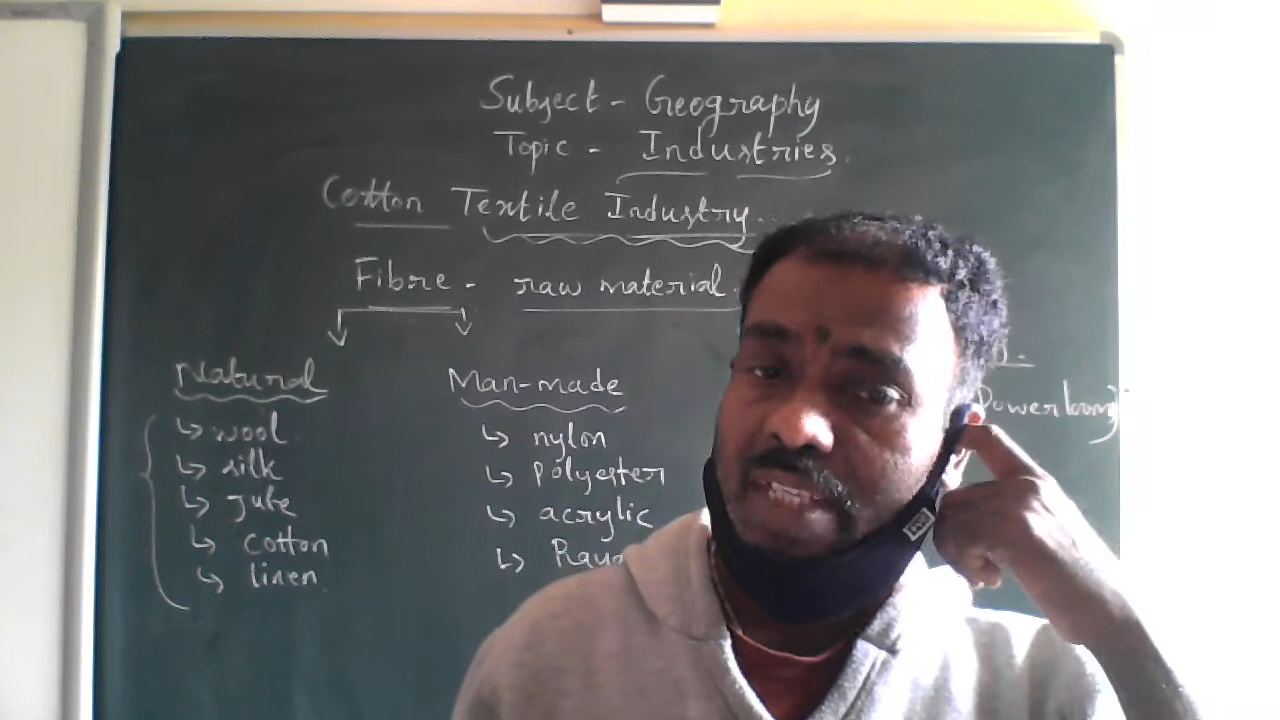 Subject - Geography
Topic - Industries.
Cotton Textile Industry..
Fibre - raw material.
Natural
↳ wool.
↳ silk
↳ Jute
↳ cotton
↳ linen.
Man-made
↳ nylon
↳ Polyester
↳ acrylic
Powerloom